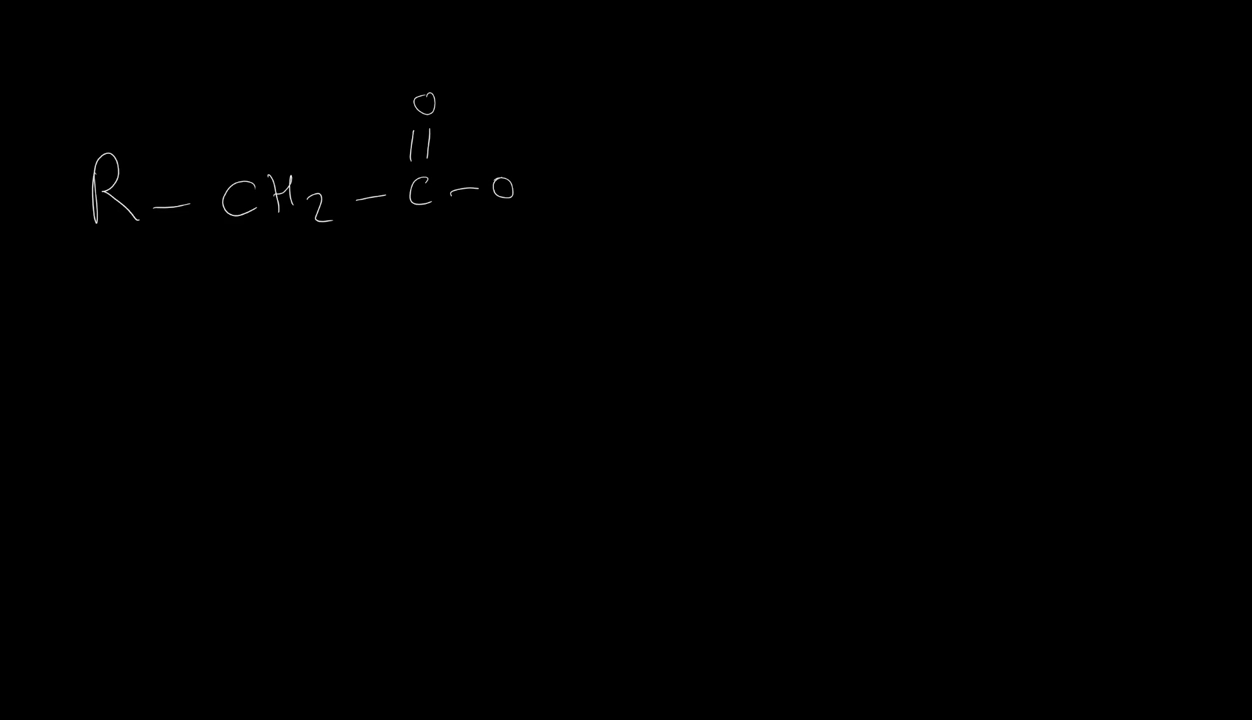 O
||
R - CH₂ - C - O